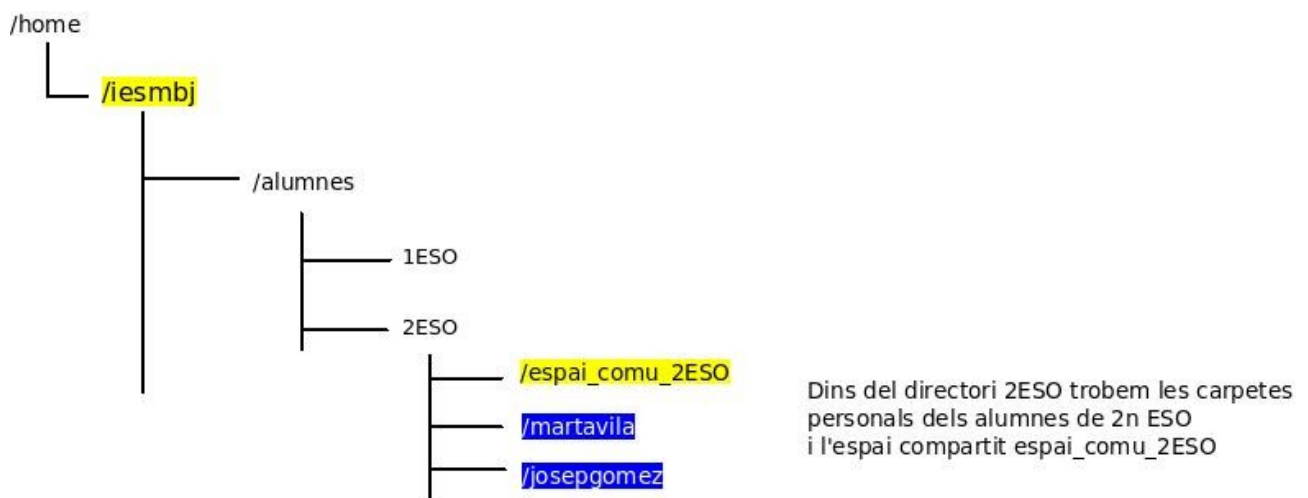 /home
/iesmbj
/alumnes
1ESO
2ESO
/espai_comu_2ESO
/martavila
/josepgomez
Dins del directori 2ESO trobem les carpetes
personals dels alumnes de 2n ESO
i l'espai compartit espai_comu_2ESO